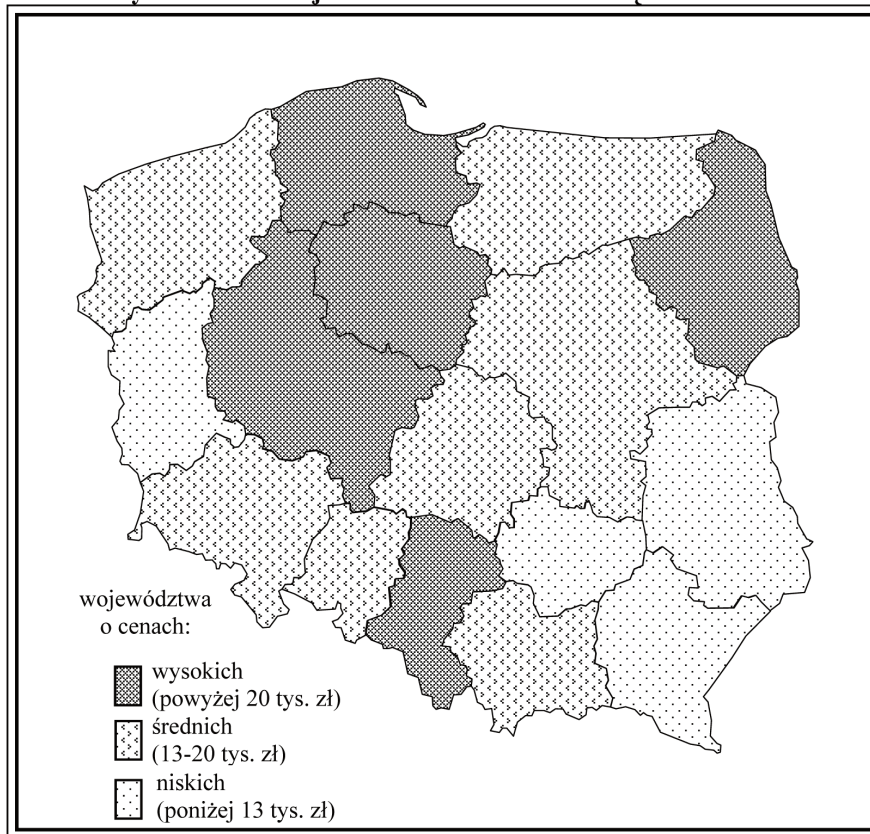 województwa
o cenach:
wysokich
(powyżej 20 tys. zł)
średnich
(13-20 tys. zł)
niskich
(poniżej 13 tys. zł)